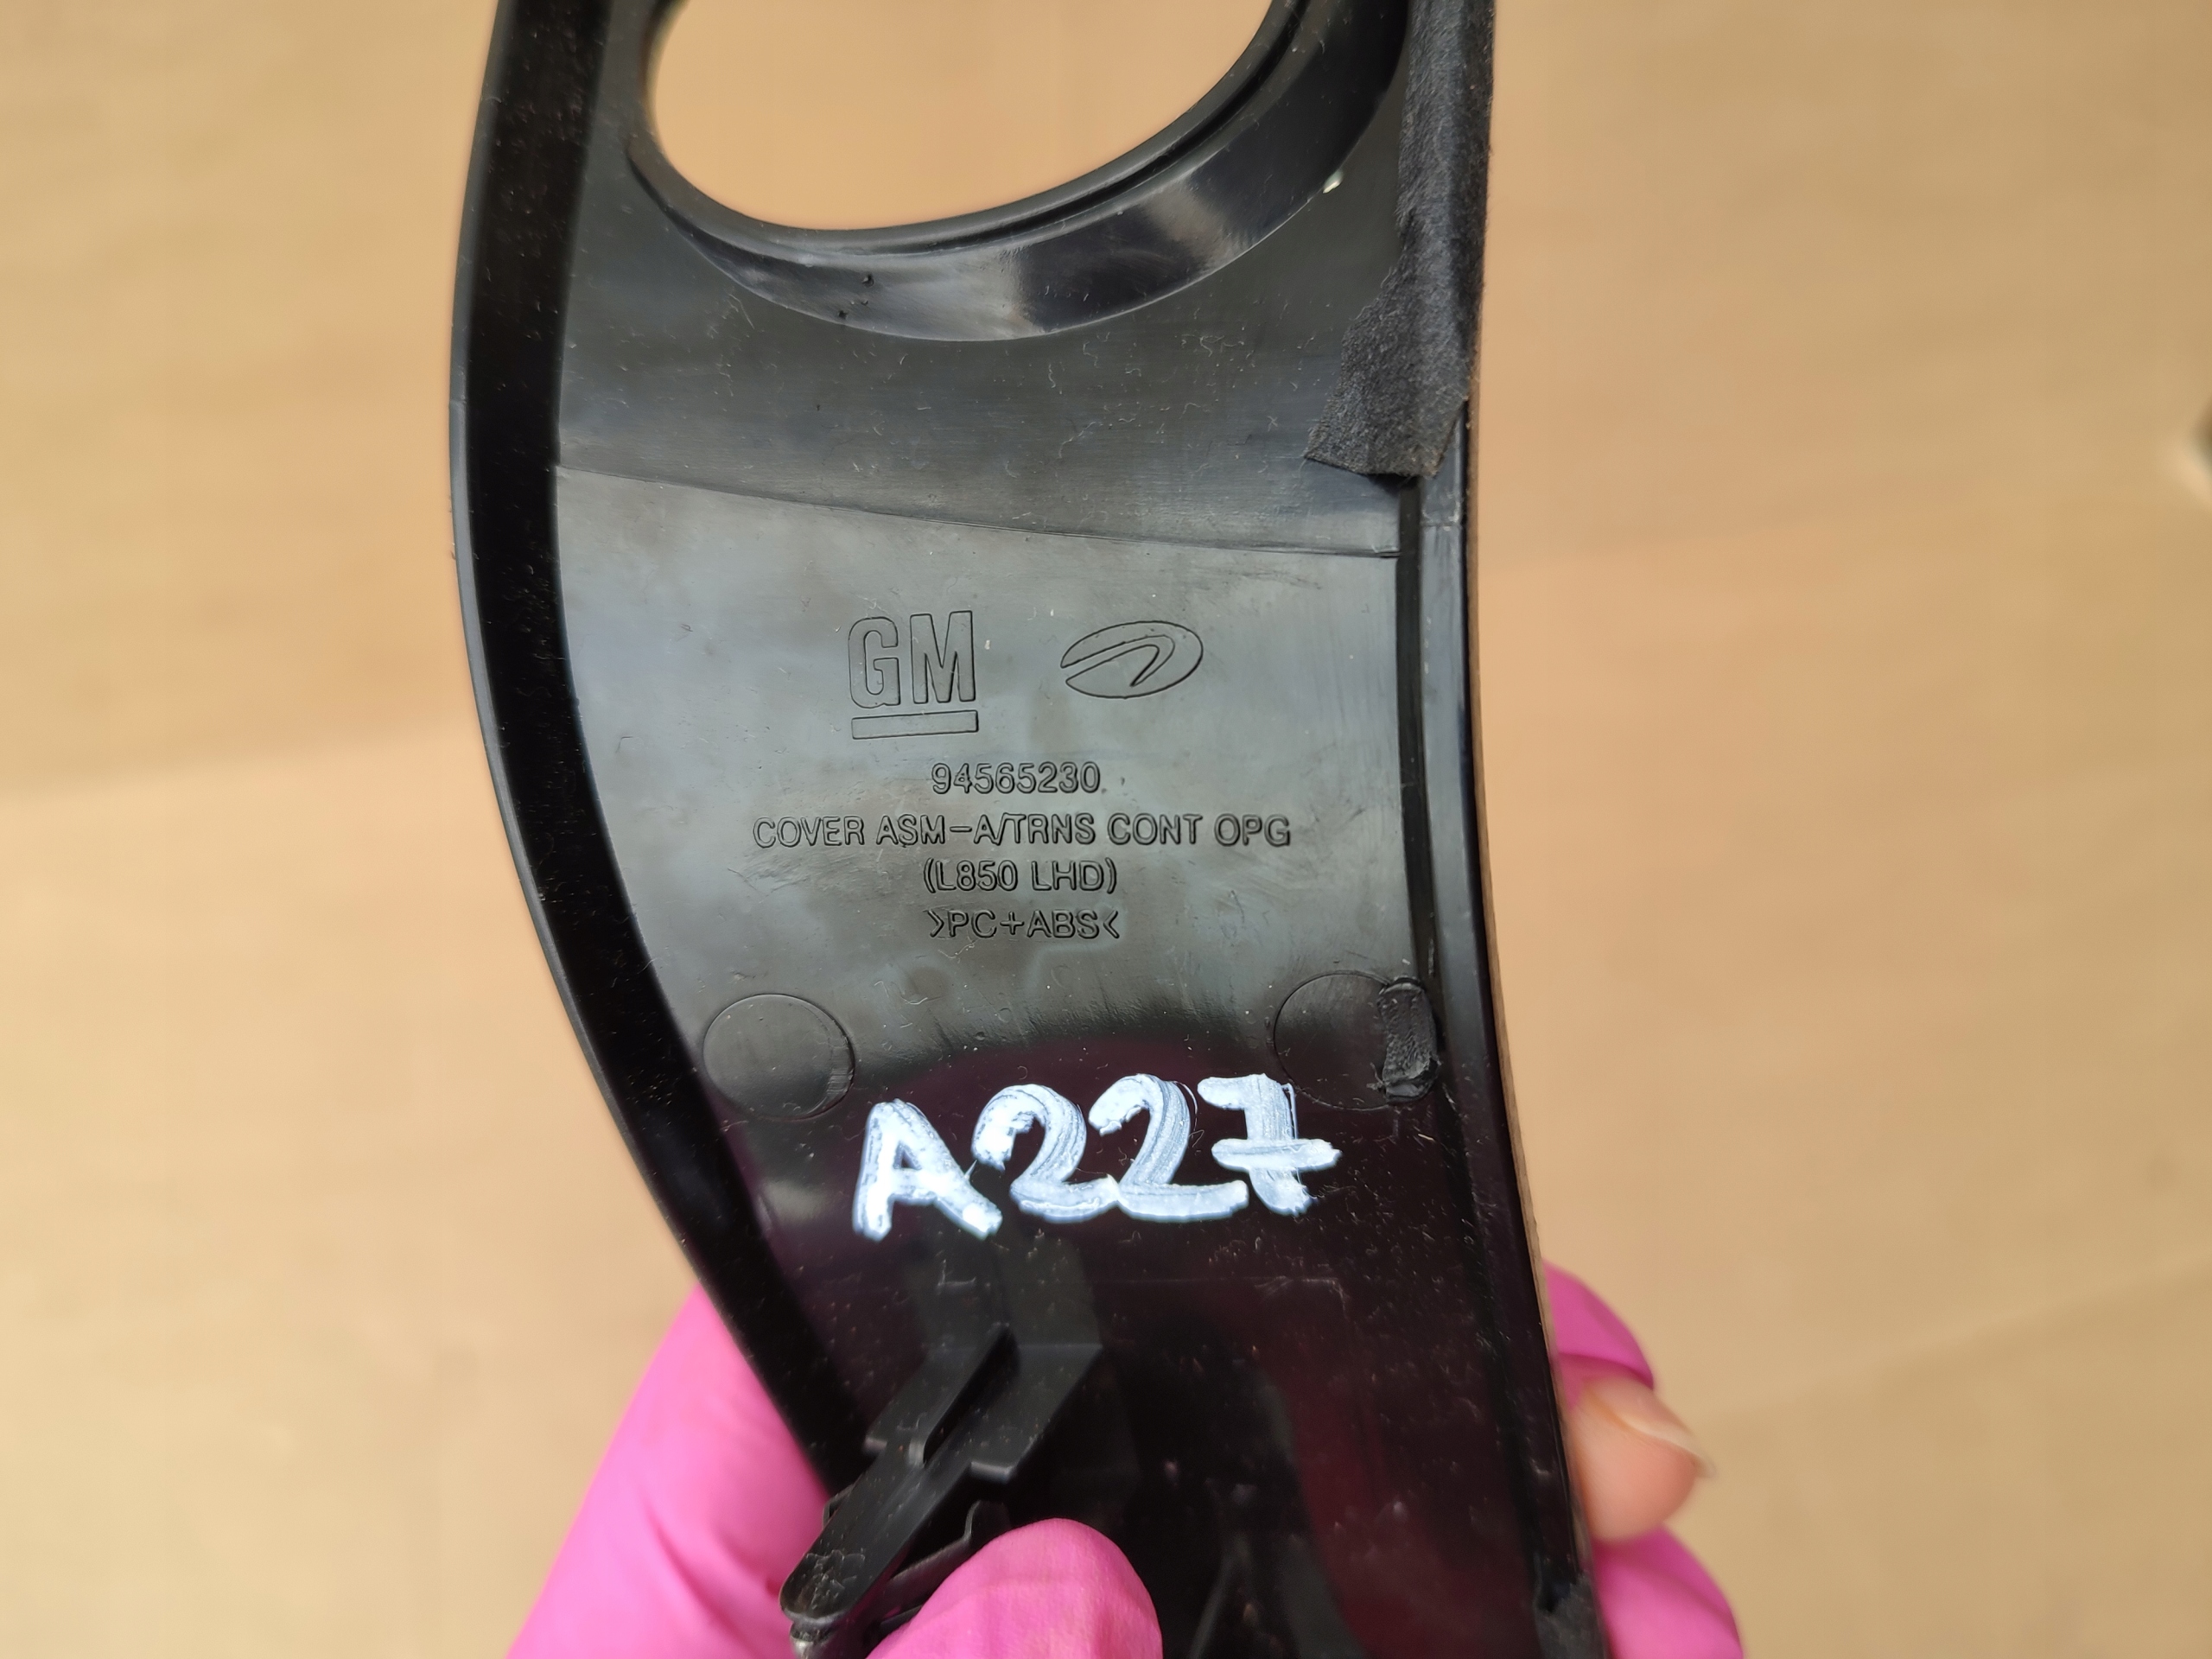 GM
94565230
COVER ASM-A/TRNS CONT OPG
(L850 LHD)
>PC+ABS<
A227